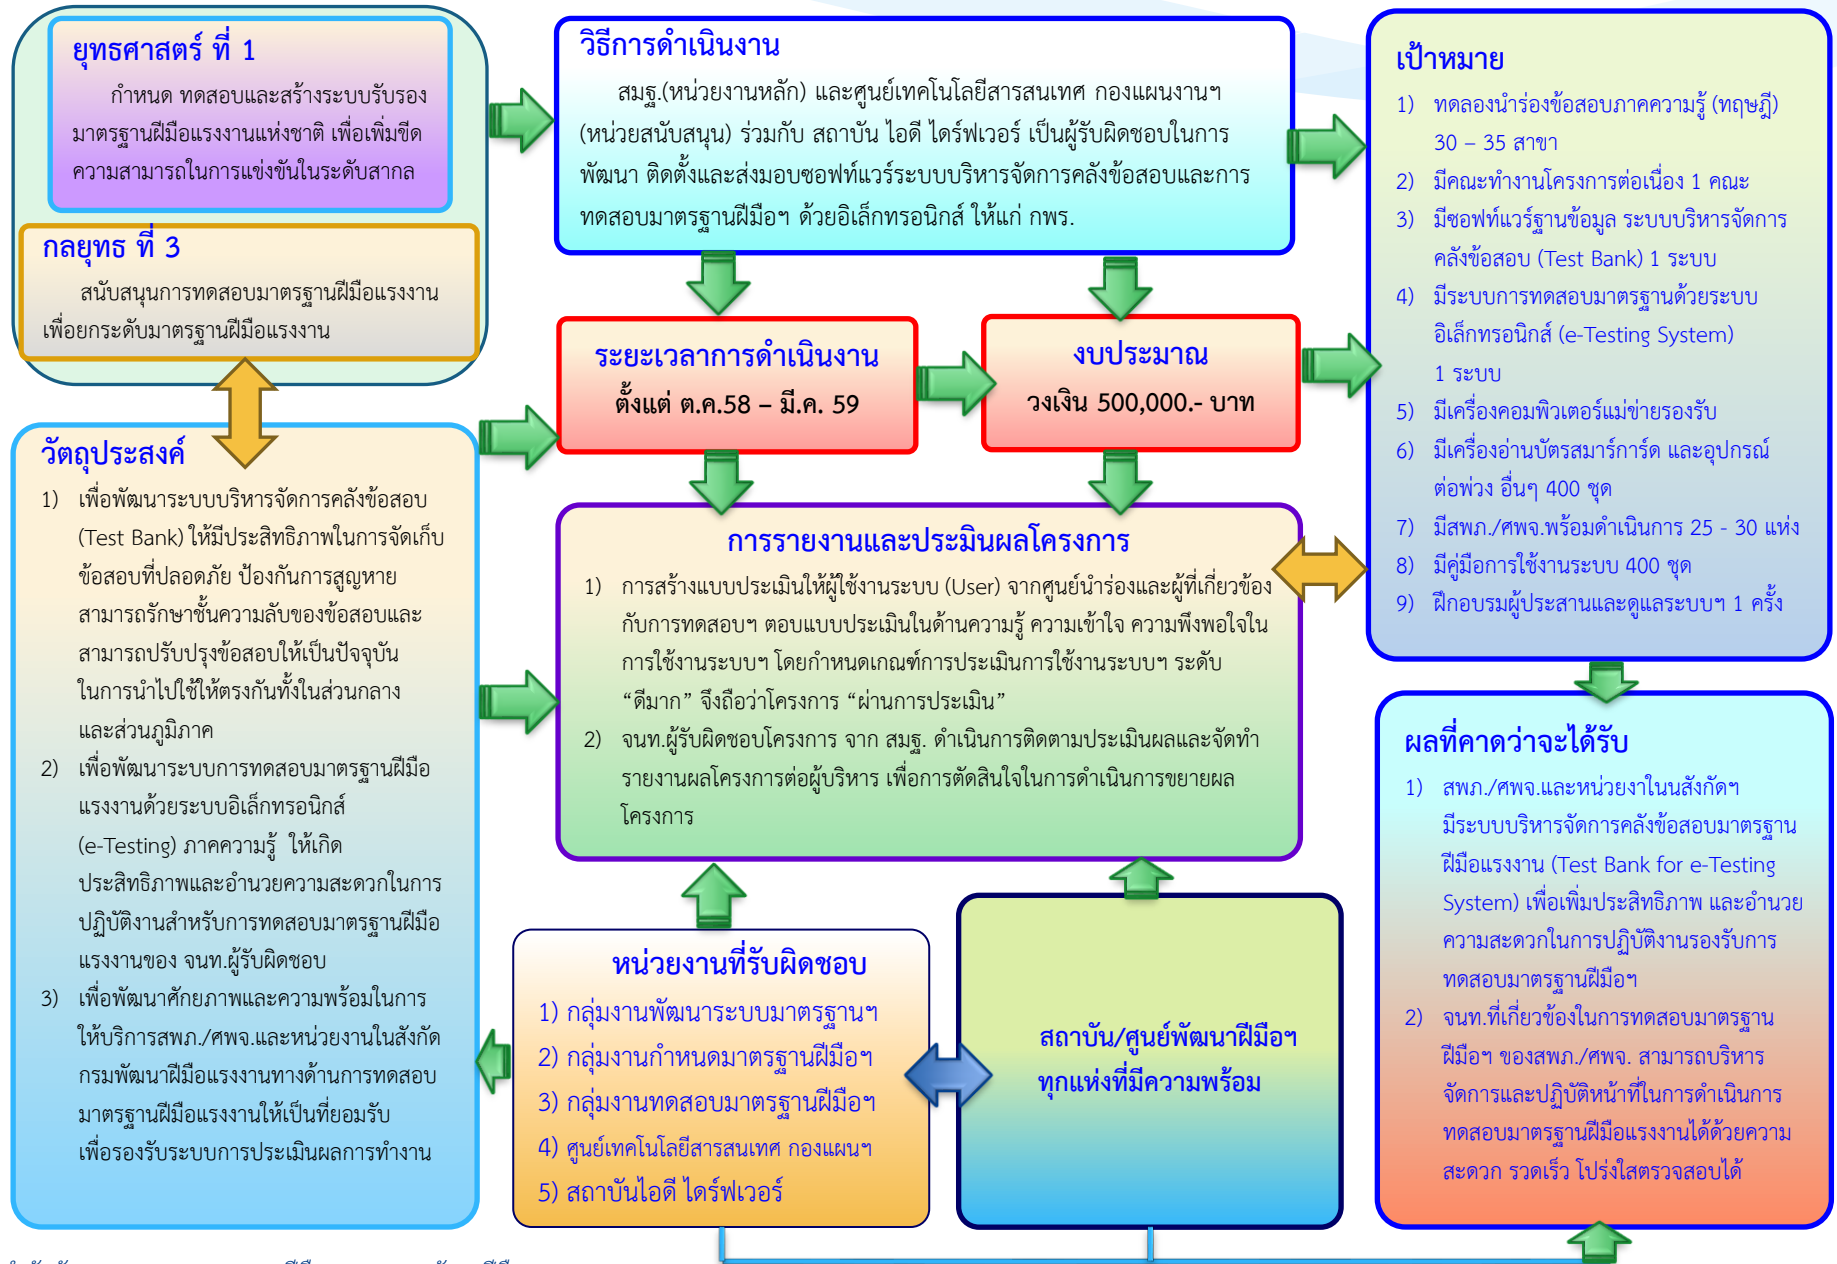 ยุทธศาสตร์ ที่ 1
กำหนด ทดสอบและสร้างระบบรับรอง
มาตรฐานฝีมือแรงงานแห่งชาติ เพื่อเพิ่มขีด
ความสามารถในการแข่งขันในระดับสากล
กลยุทธ ที่ 3
สนับสนุนการทดสอบมาตรฐานฝีมือแรงงาน
เพื่อยกระดับมาตรฐานฝีมือแรงงาน
วัตถุประสงค์
1) เพื่อพัฒนาระบบบริหารจัดการคลังข้อสอบ
(Test Bank) ให้มีประสิทธิภาพในการจัดเก็บ
ข้อสอบที่ปลอดภัย ป้องกันการสูญหาย
สามารถรักษาชั้นความลับของข้อสอบและ
สามารถปรับปรุงข้อสอบให้เป็นปัจจุบัน
ในการนำไปใช้ให้ตรงกันทั้งในส่วนกลาง
และส่วนภูมิภาค
2) เพื่อพัฒนาระบบการทดสอบมาตรฐานฝีมือ
แรงงานด้วยระบบอิเล็กทรอนิกส์
(e-Testing) ภาคความรู้ ให้เกิด
ประสิทธิภาพและอำนวยความสะดวกในการ
ปฏิบัติงานสำหรับการทดสอบมาตรฐานฝีมือ
แรงงานของ จนท.ผู้รับผิดชอบ
3) เพื่อพัฒนาศักยภาพและความพร้อมในการ
ให้บริการสพภ./ศพจ.และหน่วยงานในสังกัด
กรมพัฒนาฝีมือแรงงานทางด้านการทดสอบ
มาตรฐานฝีมือแรงงานให้เป็นที่ยอมรับ
เพื่อรองรับระบบการประเมินผลการทำงาน
วิธีการดำเนินงาน
สมฐ.(หน่วยงานหลัก) และศูนย์เทคโนโลยีสารสนเทศ กองแผนงานฯ
(หน่วยสนับสนุน) ร่วมกับ สถาบัน ไอดี ไดร์ฟเวอร์ เป็นผู้รับผิดชอบในการ
พัฒนา ติดตั้งและส่งมอบซอฟท์แวร์ระบบบริหารจัดการคลังข้อสอบและการ
ทดสอบมาตรฐานฝีมือฯ ด้วยอิเล็กทรอนิกส์ ให้แก่ กพร.
ระยะเวลาการดำเนินงาน
ตั้งแต่ ต.ค.58 – มี.ค. 59
งบประมาณ
วงเงิน 500,000.- บาท
การรายงานและประมินผลโครงการ
1) การสร้างแบบประเมินให้ผู้ใช้งานระบบ (User) จากศูนย์นำร่องและผู้ที่เกี่ยวข้อง
กับการทดสอบฯ ตอบแบบประเมินในด้านความรู้ ความเข้าใจ ความพึงพอใจใน
การใช้งานระบบฯ โดยกำหนดเกณฑ์การประเมินการใช้งานระบบฯ ระดับ
“ดีมาก” จึงถือว่าโครงการ “ผ่านการประเมิน”
2) จนท.ผู้รับผิดชอบโครงการ จาก สมฐ. ดำเนินการติดตามประเมินผลและจัดทำ
รายงานผลโครงการต่อผู้บริหาร เพื่อการตัดสินใจในการดำเนินการขยายผล
โครงการ
หน่วยงานที่รับผิดชอบ
1) กลุ่มงานพัฒนาระบบมาตรฐานฯ
2) กลุ่มงานกำหนดมาตรฐานฝีมือฯ
3) กลุ่มงานทดสอบมาตรฐานฝีมือฯ
4) ศูนย์เทคโนโลยีสารสนเทศ กองแผนฯ
5) สถาบันไอดี ไดร์ฟเวอร์
สถาบัน/ศูนย์พัฒนาฝีมือฯ
ทุกแห่งที่มีความพร้อม
เป้าหมาย
1) ทดลองนำร่องข้อสอบภาคความรู้ (ทฤษฎี)
30 – 35 สาขา
2) มีคณะทำงานโครงการต่อเนื่อง 1 คณะ
3) มีซอฟท์แวร์ฐานข้อมูล ระบบบริหารจัดการ
คลังข้อสอบ (Test Bank) 1 ระบบ
4) มีระบบการทดสอบมาตรฐานด้วยระบบ
อิเล็กทรอนิกส์ (e-Testing System)
1 ระบบ
5) มีเครื่องคอมพิวเตอร์แม่ข่ายรองรับ
6) มีเครื่องอ่านบัตรสมาร์การ์ด และอุปกรณ์
ต่อพ่วง อื่นๆ 400 ชุด
7) มีสพภ./ศพจ.พร้อมดำเนินการ 25 - 30 แห่ง
8) มีคู่มือการใช้งานระบบ 400 ชุด
9) ฝึกอบรมผู้ประสานและดูแลระบบฯ 1 ครั้ง
ผลที่คาดว่าจะได้รับ
1) สพภ./ศพจ.และหน่วยงาในนสังกัดฯ
มีระบบบริหารจัดการคลังข้อสอบมาตรฐาน
ฝีมือแรงงาน (Test Bank for e-Testing
System) เพื่อเพิ่มประสิทธิภาพ และอำนวย
ความสะดวกในการปฏิบัติงานรองรับการ
ทดสอบมาตรฐานฝีมือฯ
2) จนท.ที่เกี่ยวข้องในการทดสอบมาตรฐาน
ฝีมือฯ ของสพภ./ศพจ. สามารถบริหาร
จัดการและปฏิบัติหน้าที่ในการดำเนินการ
ทดสอบมาตรฐานฝีมือแรงงานได้ด้วยความ
สะดวก รวดเร็ว โปร่งใสตรวจสอบได้